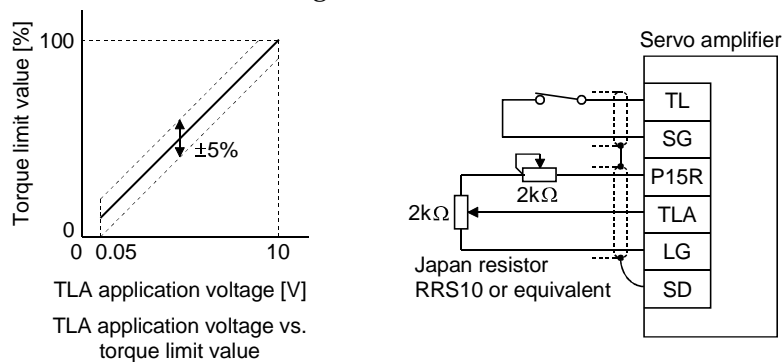 Torque limit value [%]
100
±5%
0
0 0.05
10
TLA application voltage [V]
TLA application voltage vs.
torque limit value
Servo amplifier
TL
SG
P15R
2kΩ
2kΩ
TLA
LG
Japan resistor
RRS10 or equivalent
SD